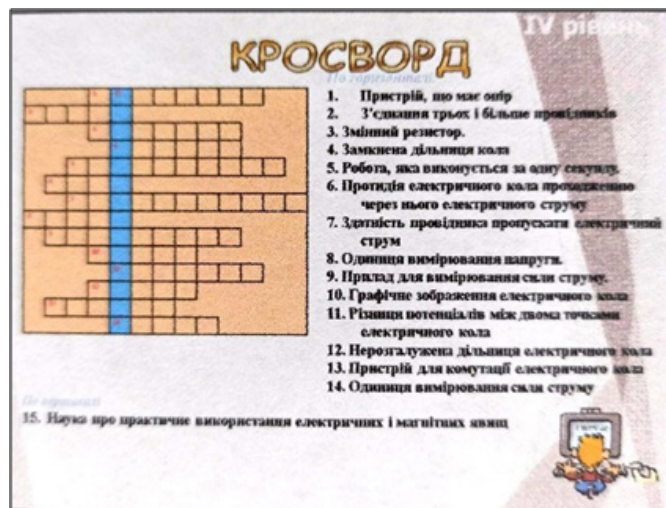 IV рівень
КРОСВОРД
По горизонталі
1. Пристрій, що має опір
2. З'єднання трьох і більше провідників
3. Змінний резистор.
4. Замкнена дільниця кола
5. Робота, яка виконується за одну секунду.
6. Протидія електричного кола проходженню
через нього електричного струму
7. Здатність провідника пропускати електричний
струм
8. Одиниця вимірювання напруги.
9. Прилад для вимірювання сили струму.
10. Графічне зображення електричного кола
11. Різниця потенціалів між двома точками
електричного кола
12. Нерозгалужена дільниця електричного кола
13. Пристрій для комутації електричного кола
14. Одиниця вимірювання сили струму
По вертикалі
15. Наука про практичне використання електричних і магнітних явищ